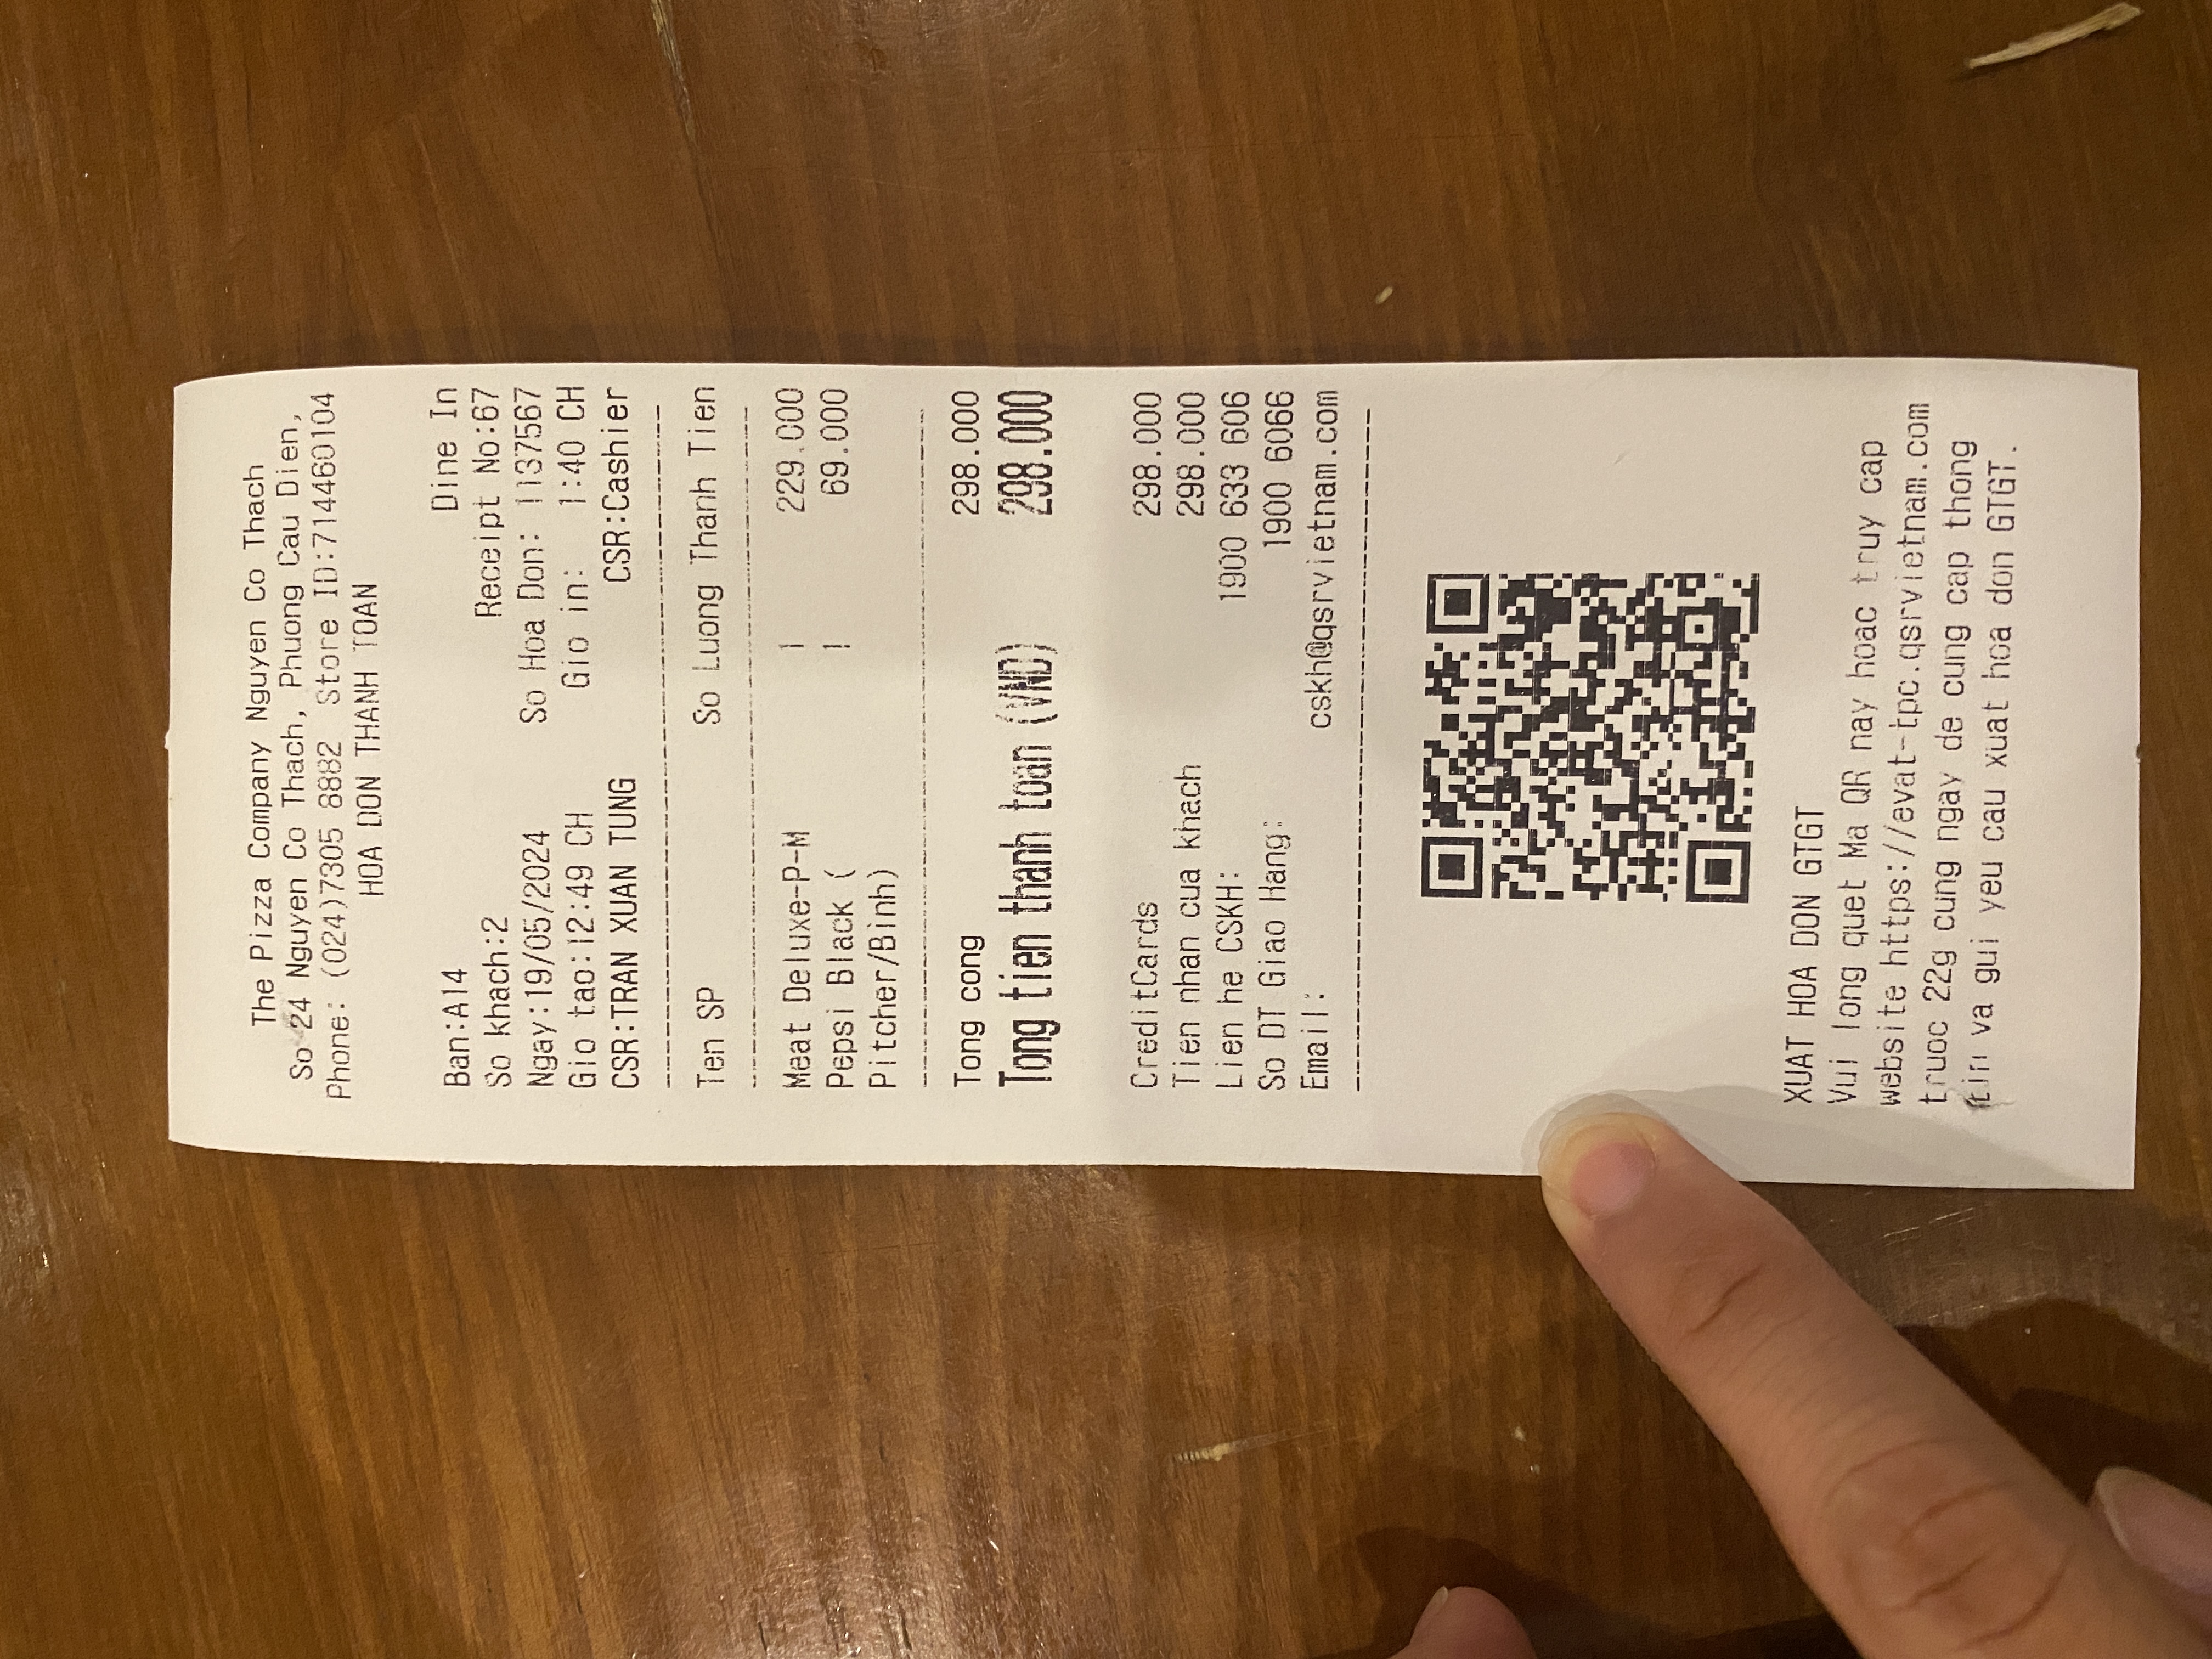 The Pizza Company Nguyen Co Thach
So 24 Nguyen Co Thach, Phuong Cau Dien,
Phone: (024)7305 8882 Store ID:714460104
HOA DON THANH TOAN
Ban:A14 Dine In
So khach:2 Receipt No:67
Ngay:19/05/2024 So Hoa Don: 1137567
Gio tao:12:49 CH Gio in: 1:40 CH
CSR:TRAN XUAN TUNG CSR:Cashier
Ten SP So Luong Thanh Tien
Meat Deluxe-P-M 1 229.000
Pepsi Black ( 1 69.000
Pitcher/Binh)
Tong cong 298.000
Tong tien thanh toan (VND) 298.000
CreditCards 298.000
Tien nhan cua khach 298.000
Lien he CSKH: 1900 633 606
So DT Giao Hang: 1900 6066
Email: cskh@qsrvietnam.com
XUAT HOA DON GTGT
Vui long quet Ma QR nay hoac truy cap
website https://evat-tpc.qsrvietnam.com
truoc 22g cung ngay de cung cap thong
tin va gui yeu cau xuat hoa don GTGT.